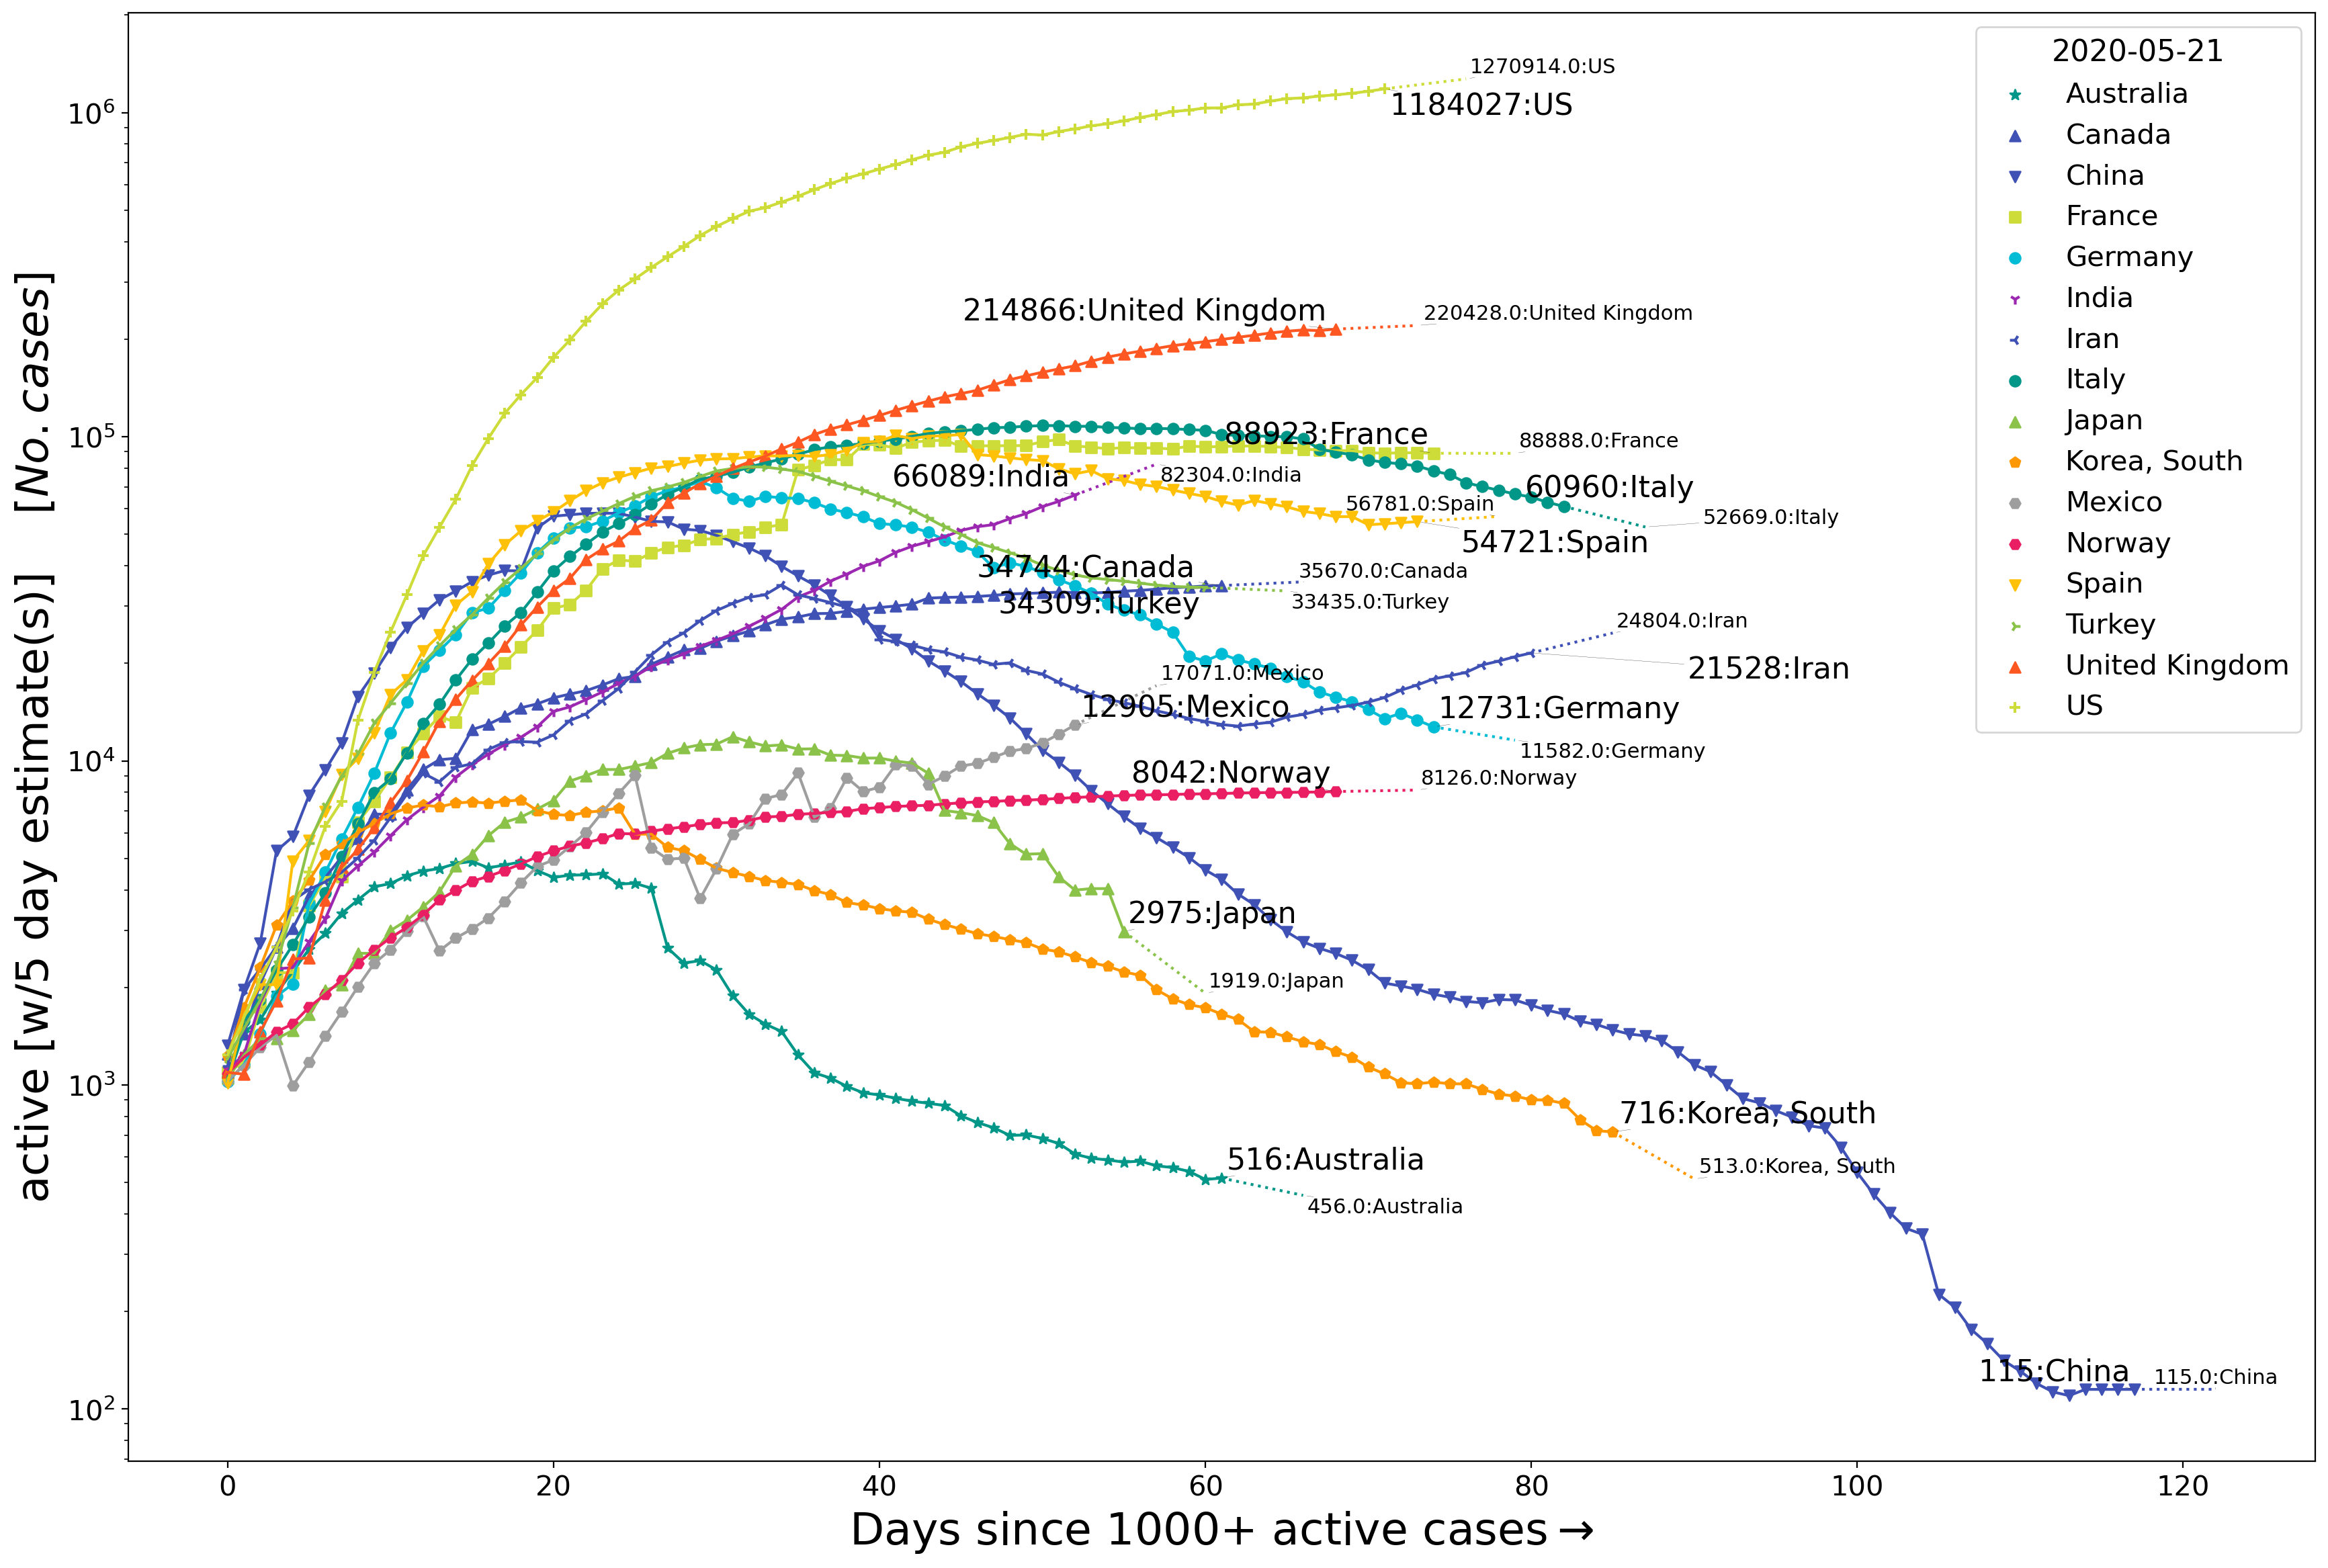 active [w/5 day estimate(s)]   [No.cases]
10^6
10^5
10^4
10^3
10^2
1270914.0:US
1184027:US
214866:United Kingdom
220428.0:United Kingdom
88923:France
88888.0:France
66089:India
82304.0:India
60960:Italy
56781.0:Spain
52669.0:Italy
54721:Spain
34744:Canada
35670.0:Canada
34309:Turkey
33435.0:Turkey
24804.0:Iran
21528:Iran
17071.0:Mexico
12905:Mexico
12731:Germany
11582.0:Germany
8042:Norway
8126.0:Norway
2975:Japan
1919.0:Japan
716:Korea, South
513.0:Korea, South
516:Australia
456.0:Australia
115:China
115.0:China
2020-05-21
Australia
Canada
China
France
Germany
India
Iran
Italy
Japan
Korea, South
Mexico
Norway
Spain
Turkey
United Kingdom
US
0 20 40 60 80 100 120
Days since 1000+ active cases→